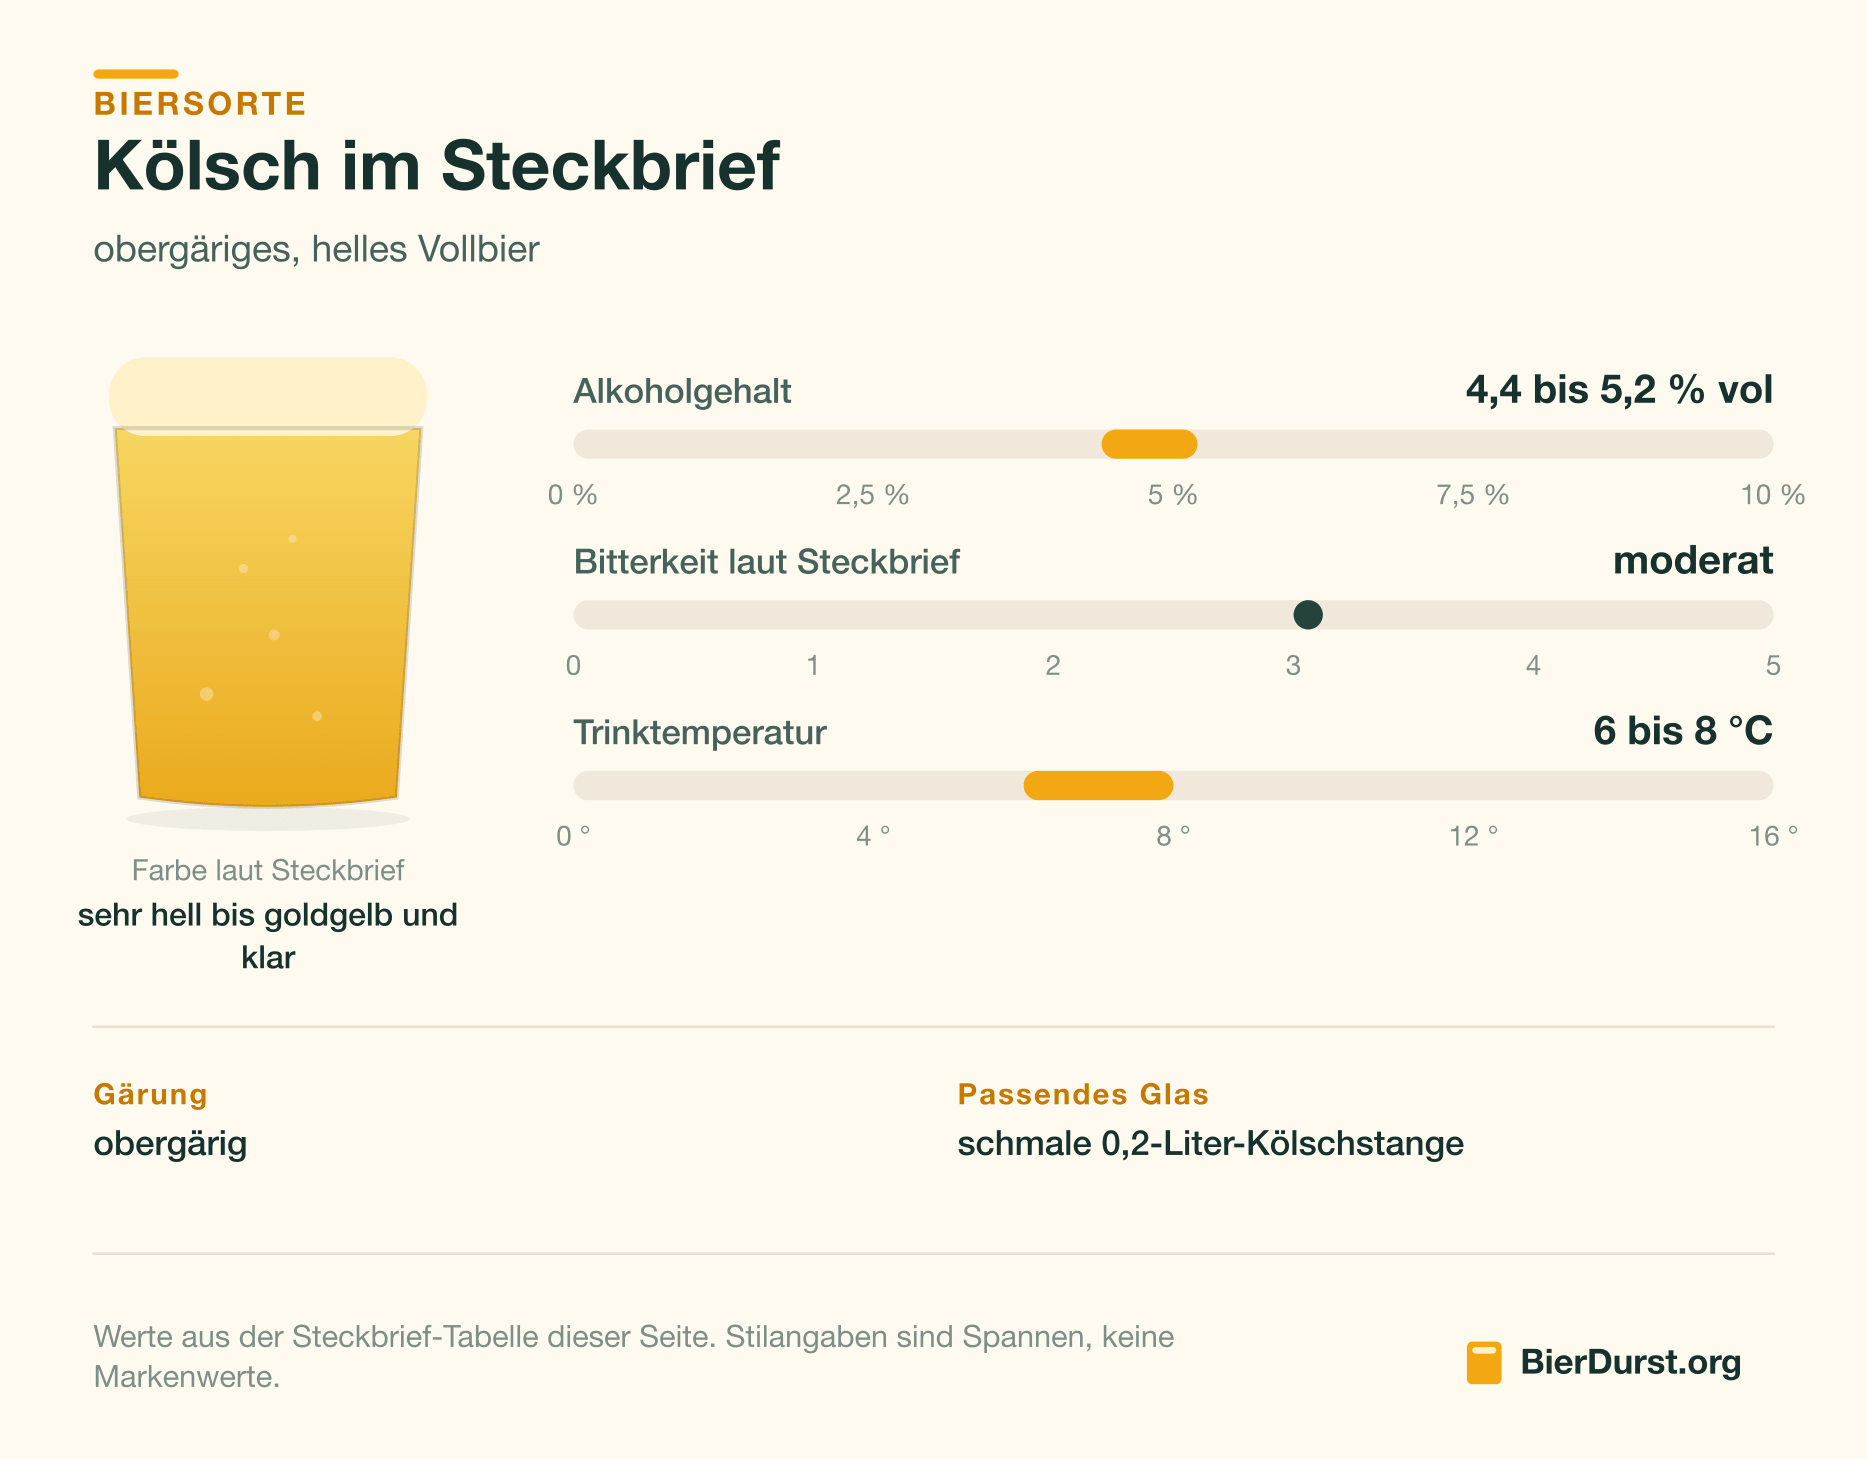 BIERSORTE
Kölsch im Steckbrief
obergäriges, helles Vollbier
Alkoholgehalt
4,4 bis 5,2 % vol
0 %
2,5 %
5 %
7,5 %
10 %
Bitterkeit laut Steckbrief
moderat
0
1
2
3
4
5
Trinktemperatur
6 bis 8 °C
0 °
4 °
8 °
12 °
16 °
Farbe laut Steckbrief
sehr hell bis goldgelb und
klar
Gärung
obergärig
Passendes Glas
schmale 0,2-Liter-Kölschstange
Werte aus der Steckbrief-Tabelle dieser Seite. Stilangaben sind Spannen, keine
Markenwerte.
BierDurst.org